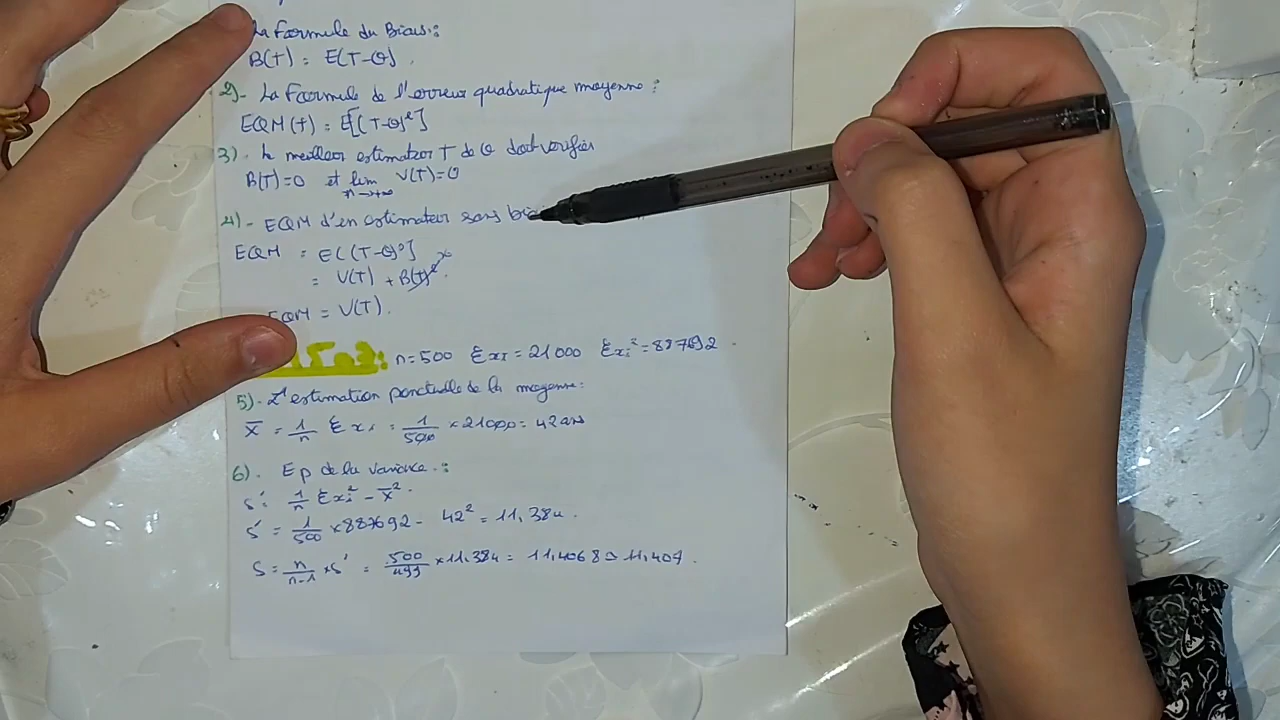 La formule du Biais :
B(T) = E(T-θ).
2)- La formule de l'erreur quadratique moyenne :
EQM(T) = E[(T-θ)²]
3). Le meilleur estimateur T de θ doit vérifier
B(T)=0 et lim n→+∞ V(T)=0
4)- EQM d'un estimateur sans
EQM = E[(T-θ)²]
= V(T) + B(T)².
EQM = V(T).
n=500 Σxi=21000 Σxi²=887692.
5)- L'estimation ponctuelle de la moyenne :
X̄ = 1/n Σxi = 1/500 ×21000 = 42 ans
6). Ep de la variance :
S' = 1/n Σxi² - X̄².
S' = 1/500 ×887692 - 42² = 11,384.
S = n/n-1 ×S' = 500/499 ×11.384 = 11,4068 ≃ 11,407.